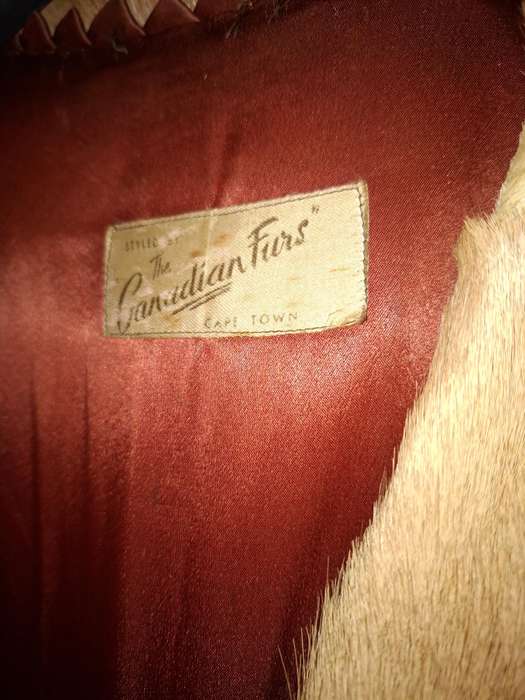 STYLED BY
The
Canadian Furs"
CAPE TOWN